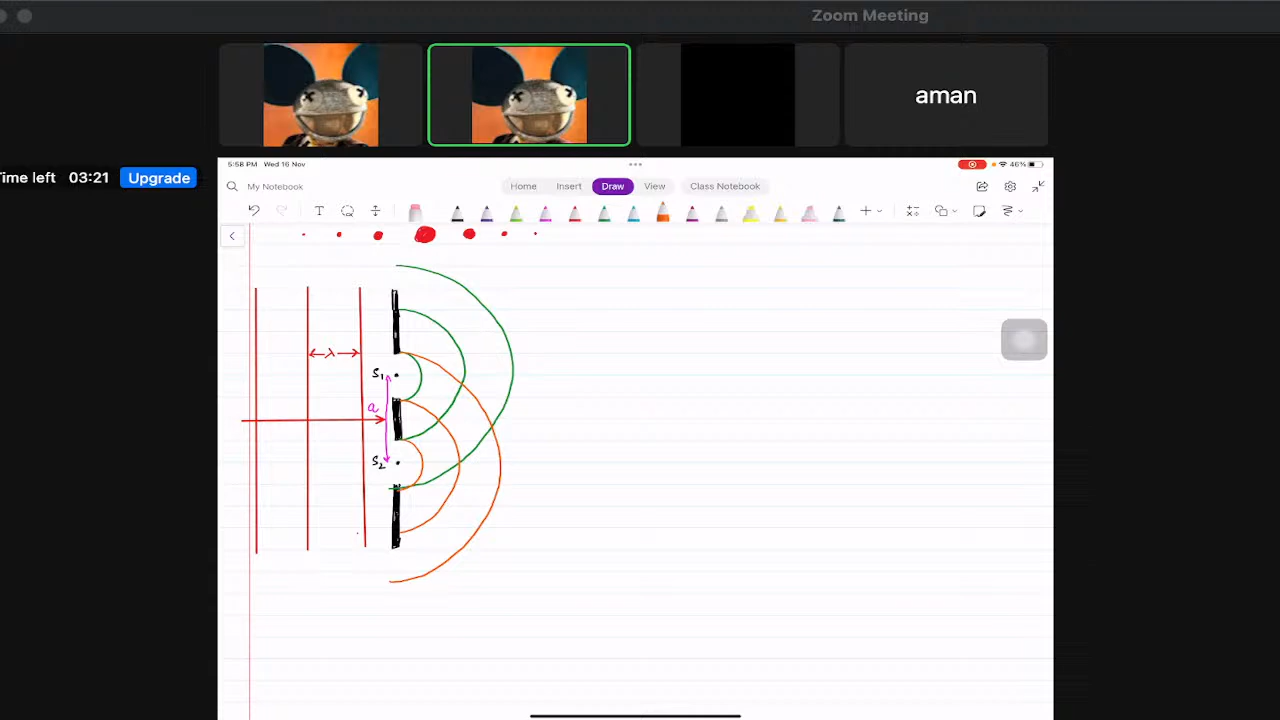 Zoom Meeting
aman
Time left 03:21 Upgrade
5:58 PM Wed 16 Nov
46%
My Notebook
Home Insert Draw View Class Notebook
λ
S1
a
S2